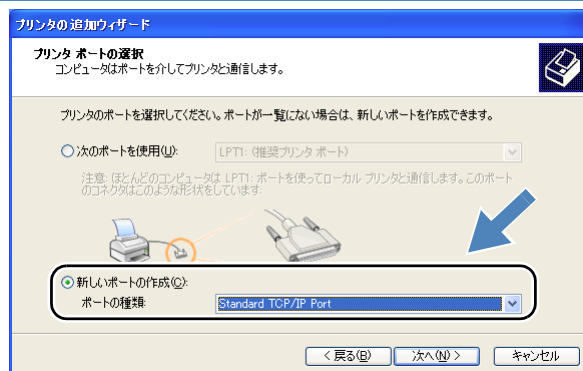 プリンタの追加ウィザード
プリンタ ポートの選択
コンピュータはポートを介してプリンタと通信します。
プリンタのポートを選択してください。ポートが一覧にない場合は、新しいポートを作成できます。
次のポートを使用(U):
LPT1: (推奨プリンタ ポート)
注意: ほとんどのコンピュータは LPT1: ポートを使ってローカル プリンタと通信します。このポート
のコネクタはこのような形状をしています:
新しいポートの作成(C):
ポートの種類:
Standard TCP/IP Port
< 戻る(B)
次へ(N) >
キャンセル